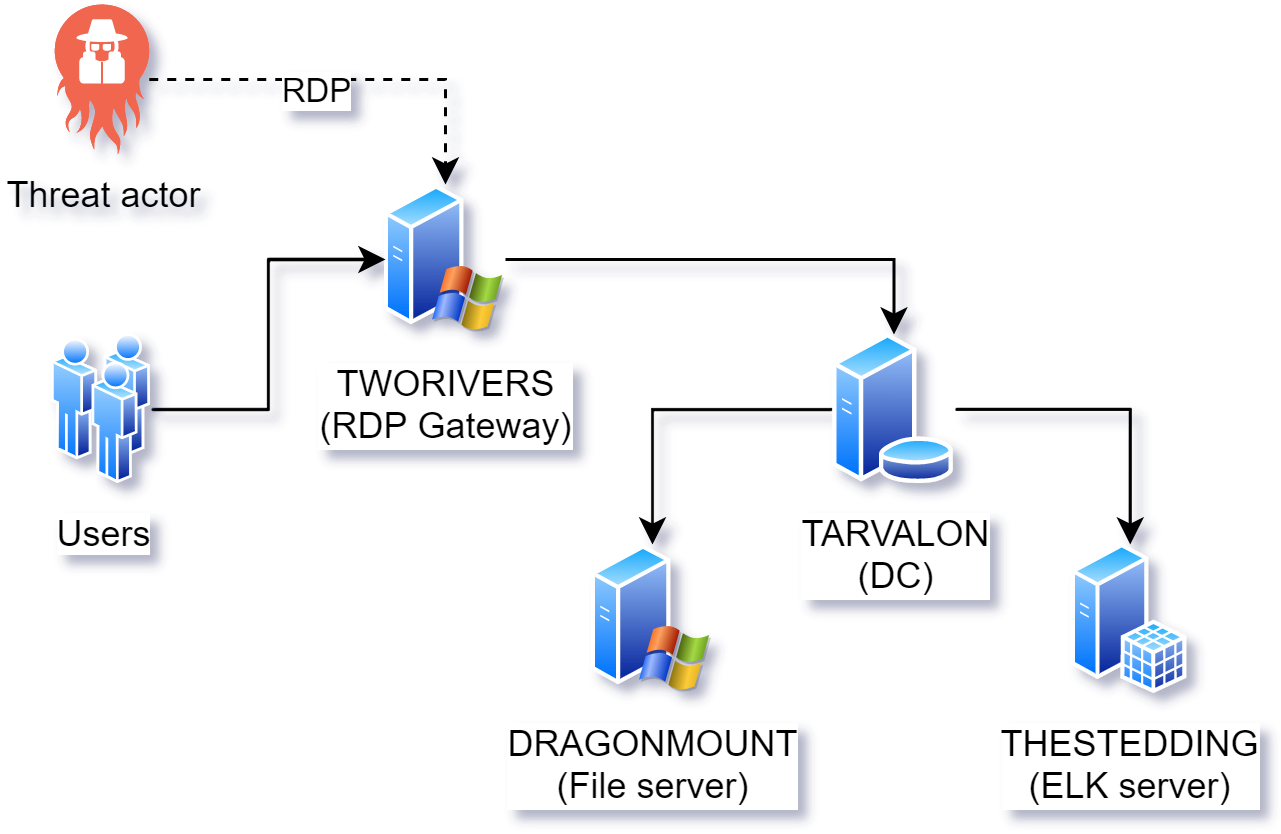 RDP
Threat actor
TWORIVERS
(RDP Gateway)
Users
TARVALON
(DC)
DRAGONMOUNT
(File server)
THESTEDDING
(ELK server)